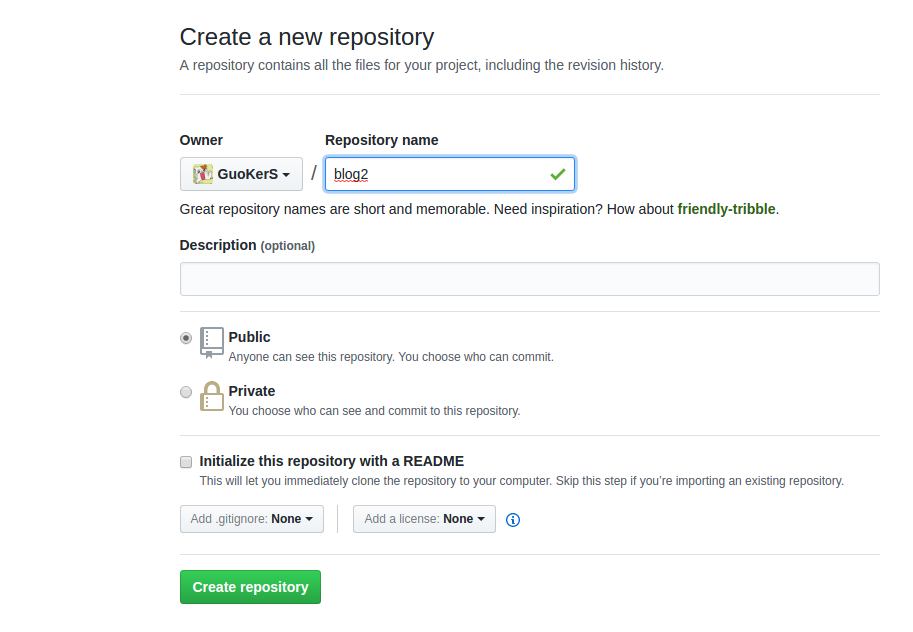 Create a new repository
A repository contains all the files for your project, including the revision history.
Owner Repository name
GuoKerS / blog2
Great repository names are short and memorable. Need inspiration? How about friendly-tribble.
Description (optional)
Public
Anyone can see this repository. You choose who can commit.
Private
You choose who can see and commit to this repository.
Initialize this repository with a README
This will let you immediately clone the repository to your computer. Skip this step if you’re importing an existing repository.
Add .gitignore: None Add a license: None
Create repository